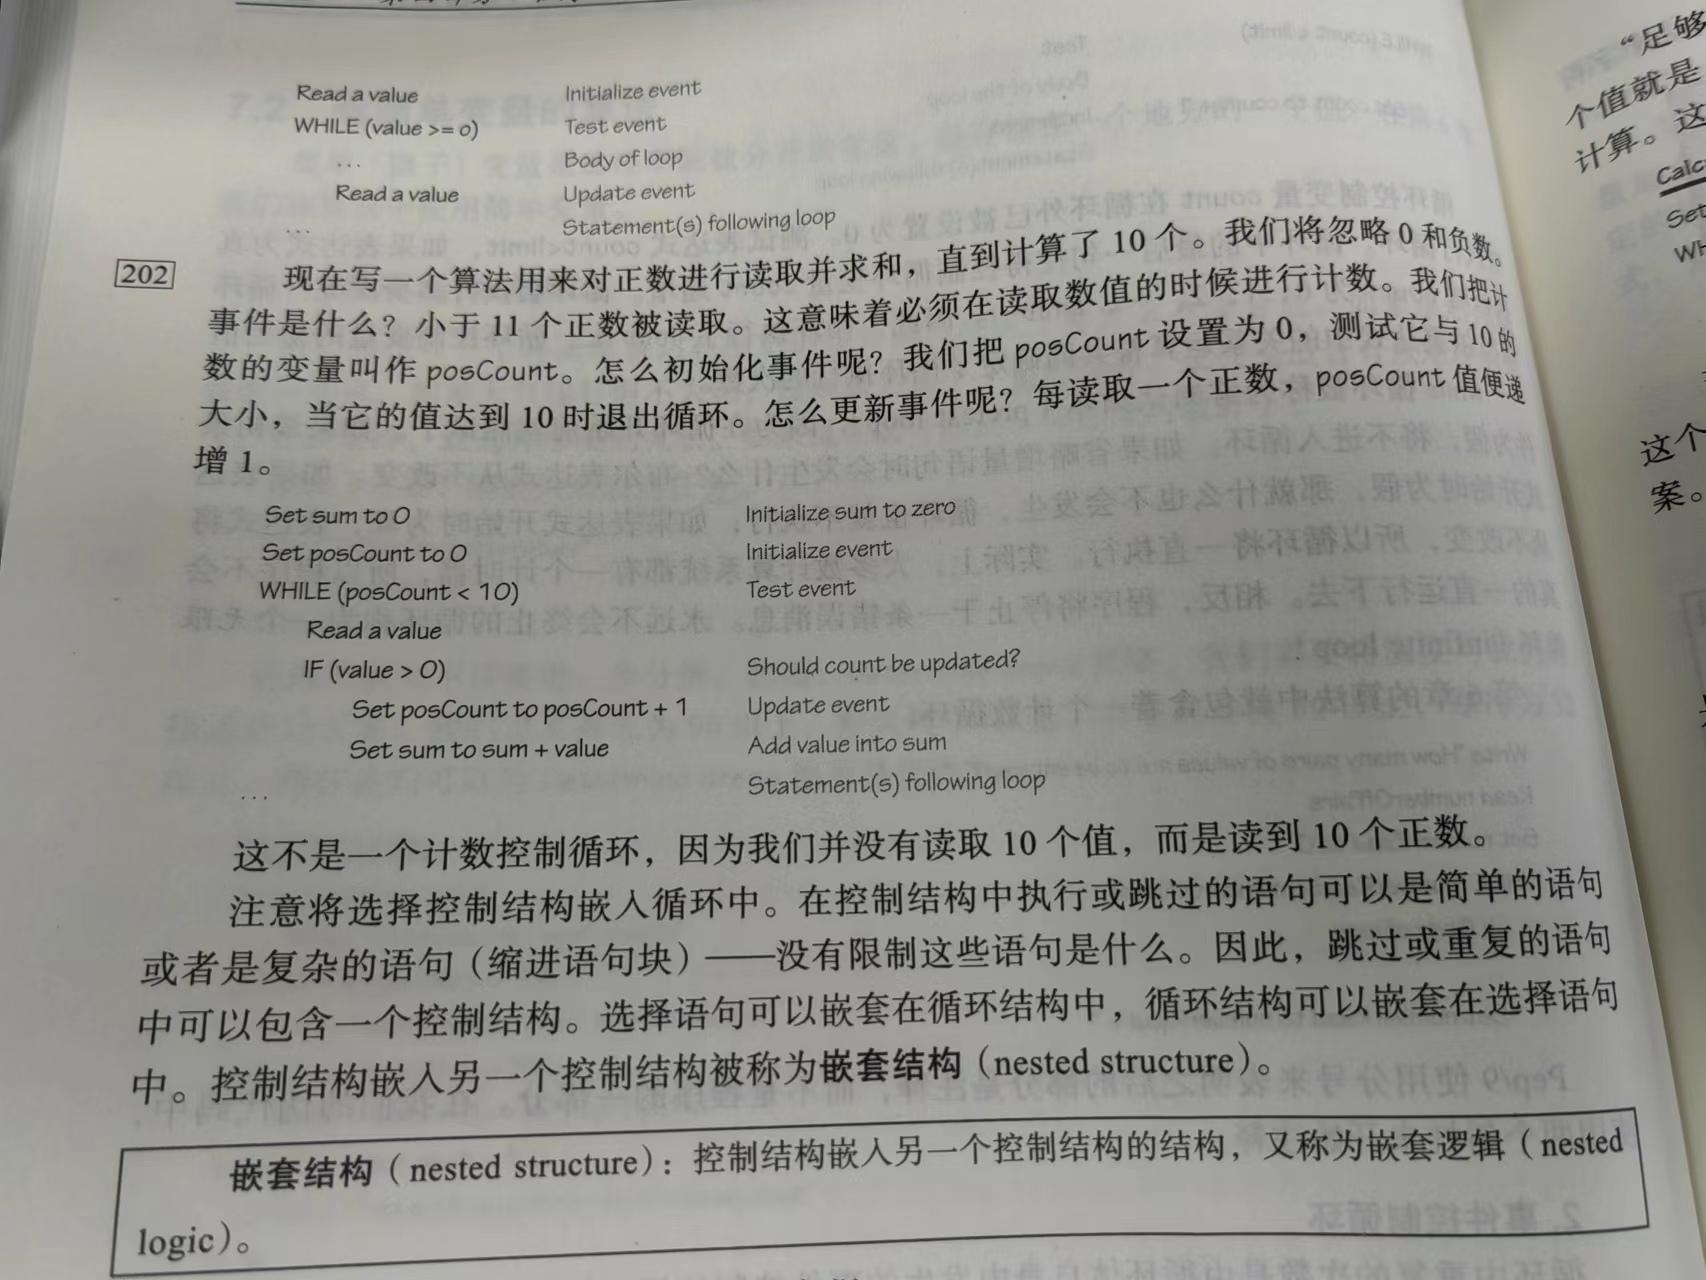 Read a value Initialize event
WHILE (value >= o) Test event
... Body of loop
Read a value Update event
... Statement(s) following loop
202 现在写一个算法用来对正数进行读取并求和，直到计算了 10 个。我们将忽略 0 和负数。
事件是什么？小于 11 个正数被读取。这意味着必须在读取数值的时候进行计数。我们把计
数的变量叫作 posCount。怎么初始化事件呢？我们把 posCount 设置为 0，测试它与 10 的
大小，当它的值达到 10 时退出循环。怎么更新事件呢？每读取一个正数，posCount 值便递
增 1。
Set sum to 0 Initialize sum to zero
Set posCount to 0 Initialize event
WHILE (posCount < 10) Test event
Read a value
IF (value > 0) Should count be updated?
Set posCount to posCount + 1 Update event
Set sum to sum + value Add value into sum
... Statement(s) following loop
这不是一个计数控制循环，因为我们并没有读取 10 个值，而是读到 10 个正数。
注意将选择控制结构嵌入循环中。在控制结构中执行或跳过的语句可以是简单的语句
或者是复杂的语句（缩进语句块）——没有限制这些语句是什么。因此，跳过或重复的语句
中可以包含一个控制结构。选择语句可以嵌套在循环结构中，循环结构可以嵌套在选择语句
中。控制结构嵌入另一个控制结构被称为嵌套结构（nested structure）。
嵌套结构（nested structure）：控制结构嵌入另一个控制结构的结构，又称为嵌套逻辑（nested
logic）。
“足够
个值就是
计算。这
Calc
Set
Wh
这个
案。